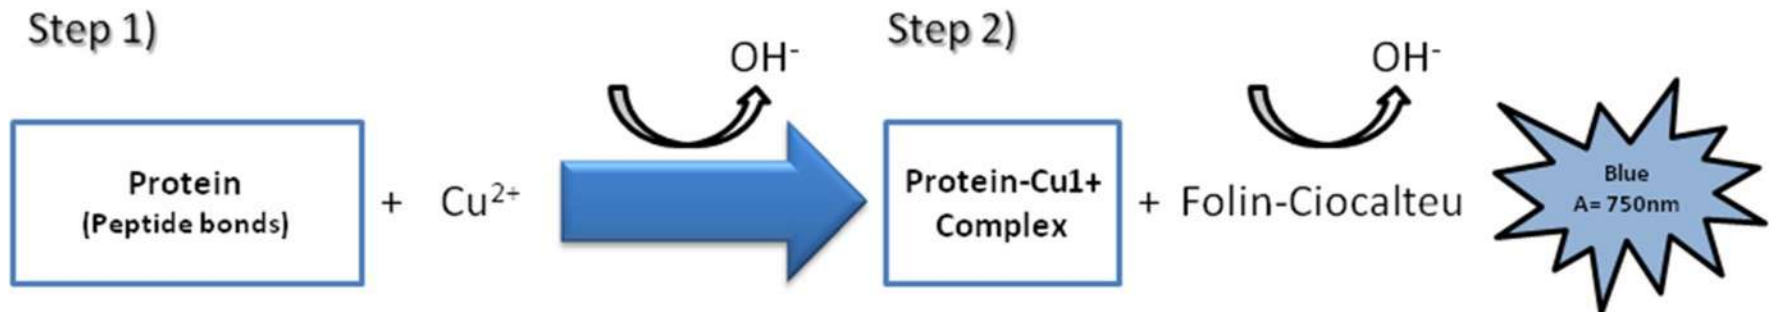 Step 1)
OH⁻
Protein
(Peptide bonds)
+
Cu²⁺
Step 2)
OH⁻
Protein-Cu1+
Complex
+
Folin-Ciocalteu
Blue
A= 750nm